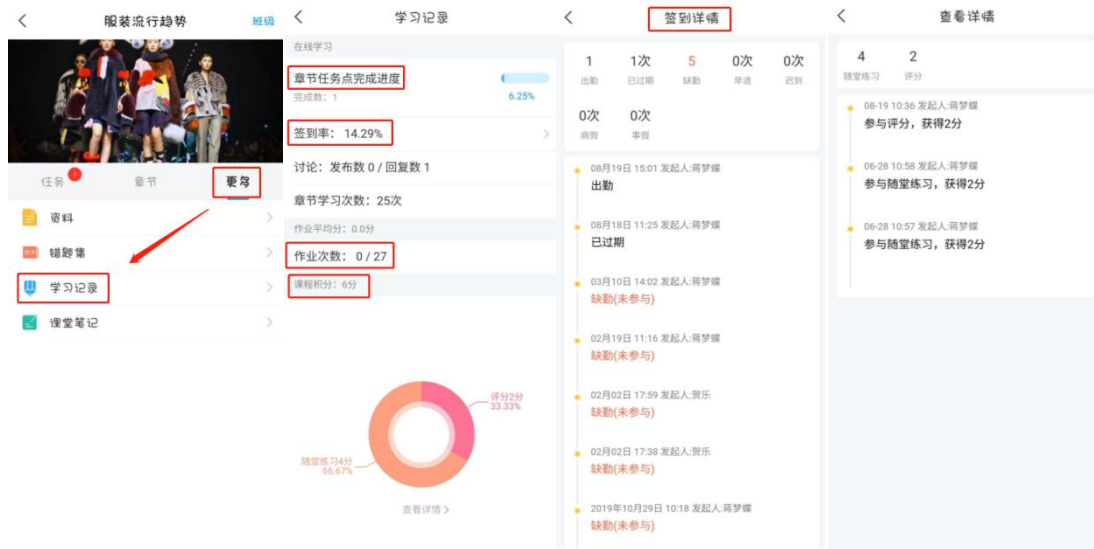 服装流行趋势
班级
任务
1
章节
更多
资料
错题集
学习记录
课堂笔记
学习记录
在线学习
章节任务点完成进度
完成数：1
6.25%
签到率： 14.29%
讨论：发布数 0 / 回复数 1
章节学习次数：25次
作业平均分：0.0分
作业次数： 0 / 27
课程积分：6分
评分2分
33.33%
随堂练习4分
66.67%
查看详情
签到详情
1 1次 5 0次 0次
出勤 已过期 缺勤 早退 迟到
0次 0次
病假 事假
08月19日 15:01 发起人:蒋梦蝶
出勤
08月18日 11:25 发起人:蒋梦蝶
已过期
03月10日 14:02 发起人:蒋梦蝶
缺勤(未参与)
02月19日 11:16 发起人:蒋梦蝶
缺勤(未参与)
02月02日 17:59 发起人:贺乐
缺勤(未参与)
02月02日 17:38 发起人:贺乐
缺勤(未参与)
2019年10月29日 10:18 发起人:蒋梦蝶
缺勤(未参与)
查看详情
4 2
随堂练习 评分
08-19 10:36 发起人:蒋梦蝶
参与评分，获得2分
06-28 10:58 发起人:蒋梦蝶
参与随堂练习，获得2分
06-28 10:57 发起人:蒋梦蝶
参与随堂练习，获得2分